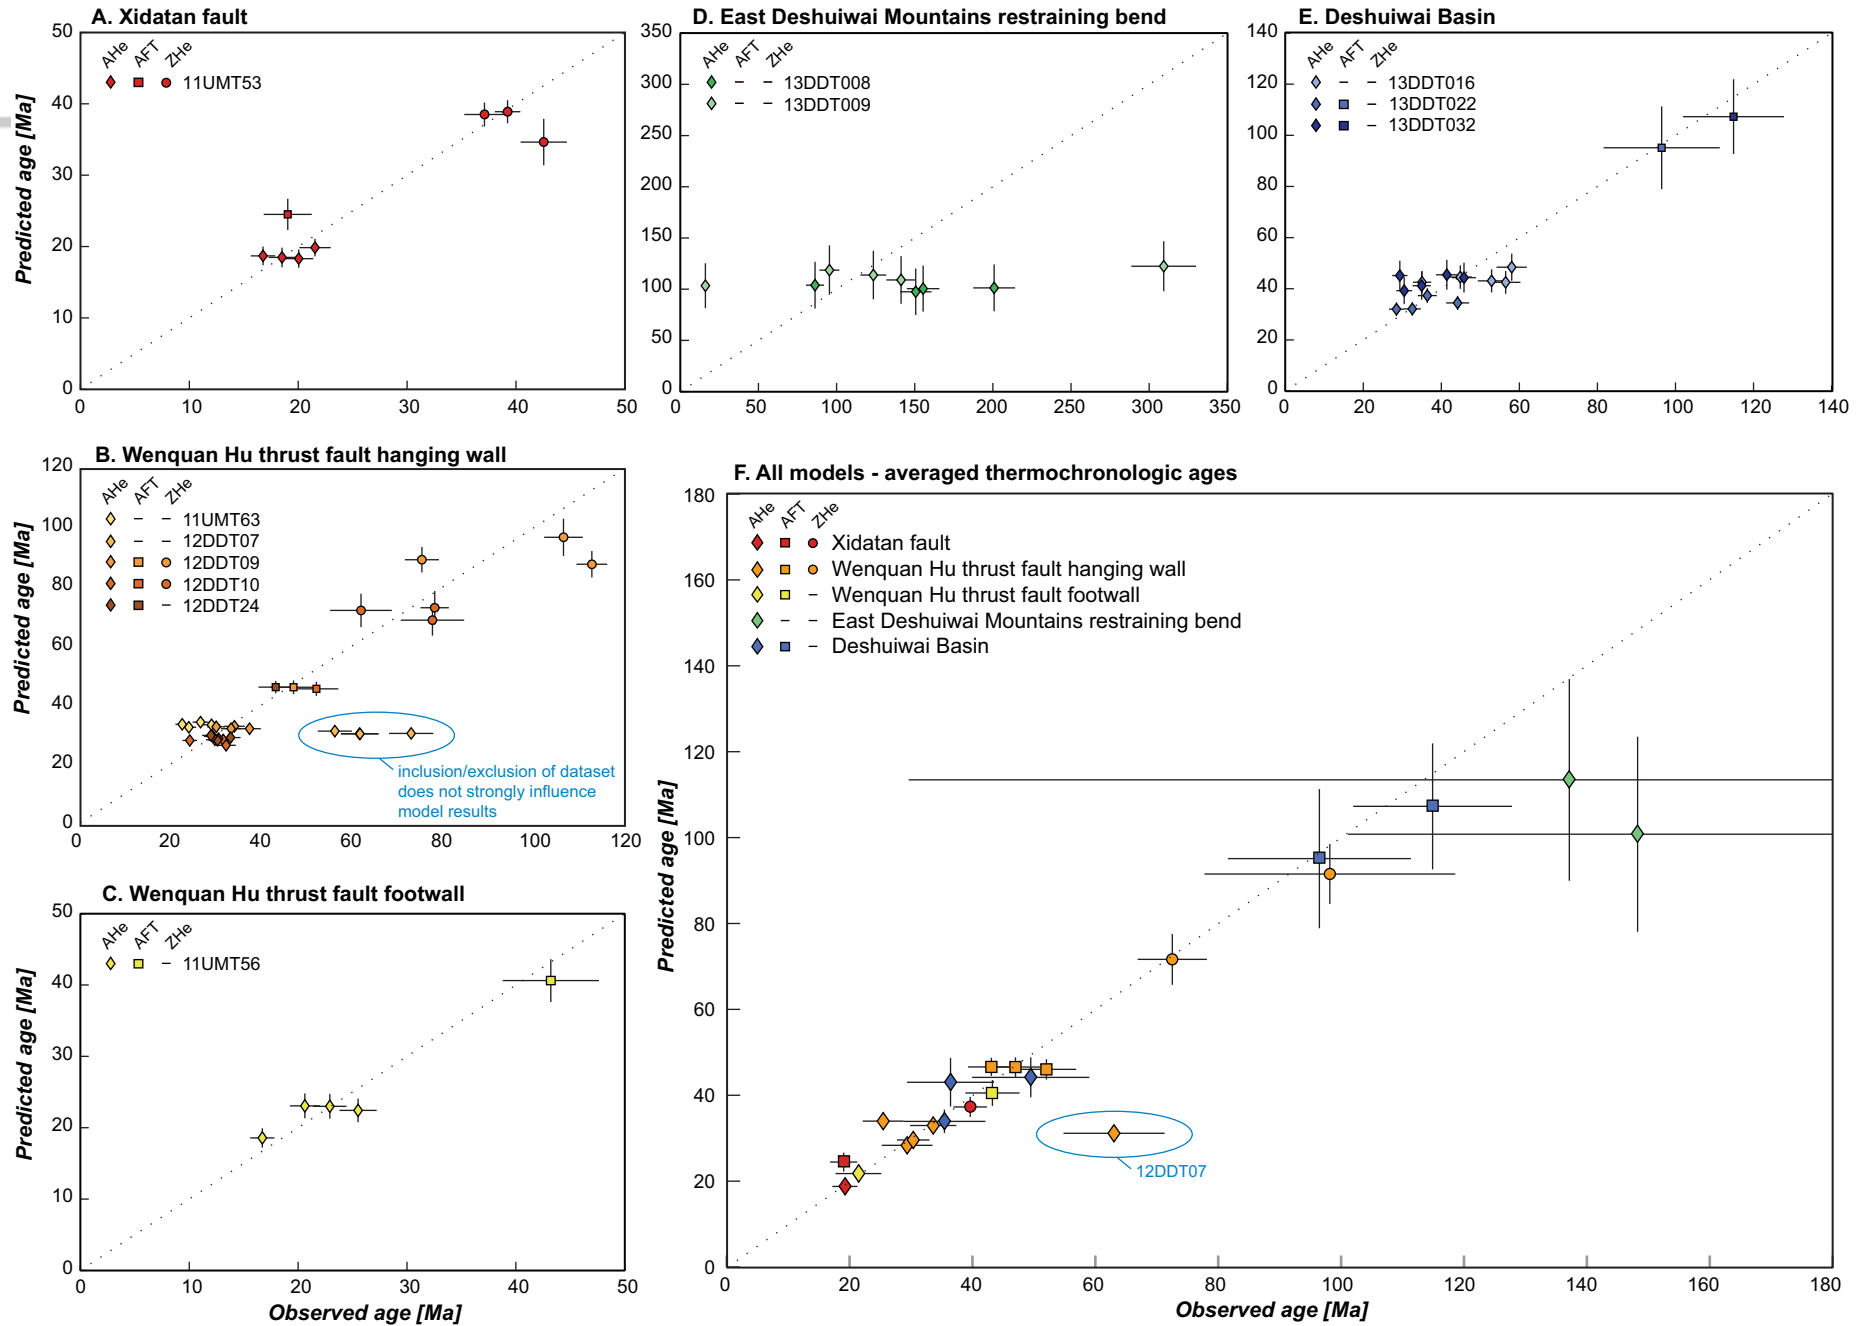 A. Xidatan fault
50
40
30
20
10
0
0 10 20 30 40 50
Predicted age [Ma]
AHe AFT ZHe
11UMT53
B. Wenquan Hu thrust fault hanging wall
120
100
80
60
40
20
0
0 20 40 60 80 100 120
Predicted age [Ma]
AHe AFT ZHe
– – 11UMT63
– – 12DDT07
12DDT09
12DDT10
– 12DDT24
inclusion/exclusion of dataset
does not strongly influence
model results
C. Wenquan Hu thrust fault footwall
50
40
30
20
10
0
0 10 20 30 40 50
Predicted age [Ma]
Observed age [Ma]
AHe AFT ZHe
– 11UMT56
D. East Deshuiwai Mountains restraining bend
350
300
250
200
150
100
50
0
0 50 100 150 200 250 300 350
AHe AFT ZHe
– – 13DDT008
– – 13DDT009
E. Deshuiwai Basin
140
120
100
80
60
40
20
0
0 20 40 60 80 100 120 140
AHe AFT ZHe
– – 13DDT016
– 13DDT022
– 13DDT032
F. All models - averaged thermochronologic ages
180
160
140
120
100
80
60
40
20
0
0 20 40 60 80 100 120 140 160 180
Predicted age [Ma]
Observed age [Ma]
AHe AFT ZHe
Xidatan fault
Wenquan Hu thrust fault hanging wall
– Wenquan Hu thrust fault footwall
– – East Deshuiwai Mountains restraining bend
– Deshuiwai Basin
12DDT07